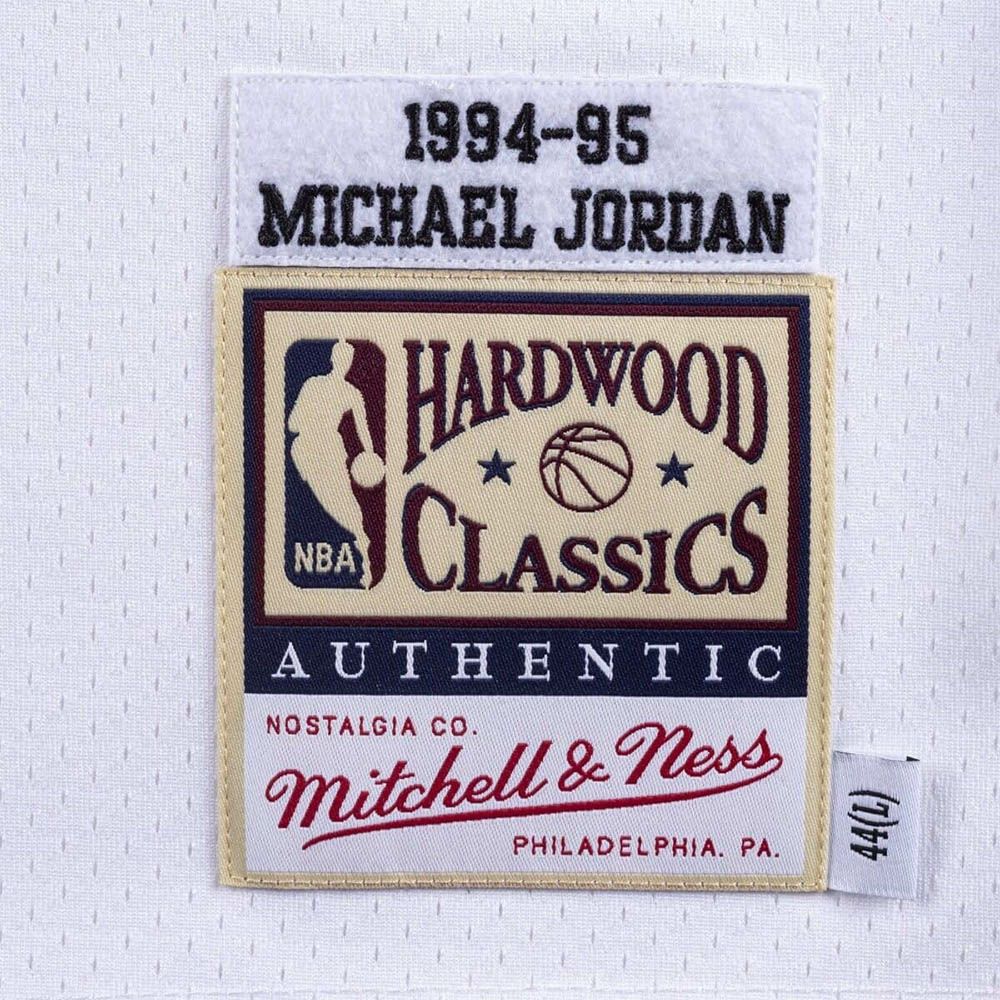 1994-95
MICHAEL JORDAN
HARDWOOD
CLASSICS
NBA
AUTHENTIC
NOSTALGIA CO.
Mitchell & Ness
PHILADELPHIA. PA.
44(L)